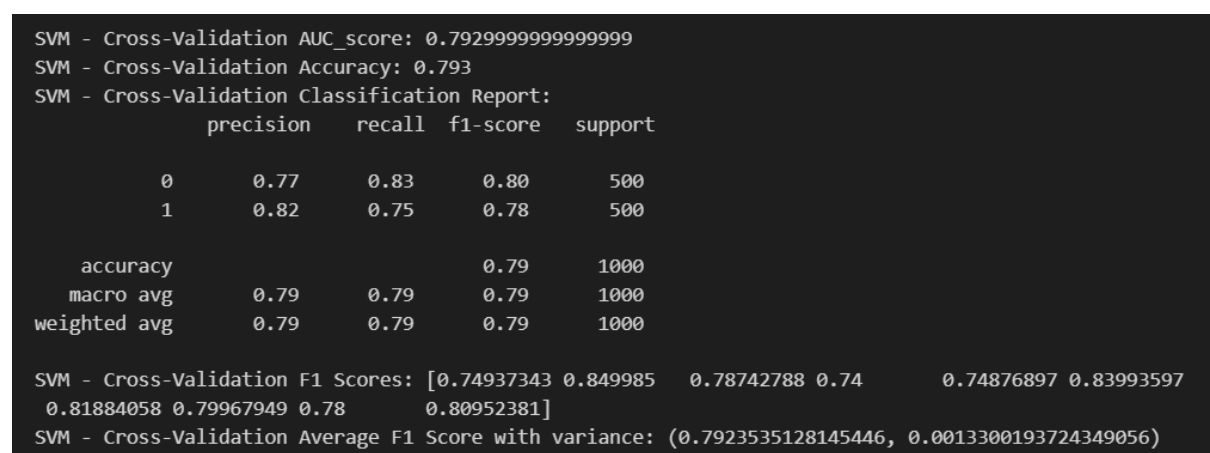 SVM - Cross-Validation AUC_score: 0.7929999999999999
SVM - Cross-Validation Accuracy: 0.793
SVM - Cross-Validation Classification Report:
              precision    recall  f1-score   support

           0       0.77      0.83      0.80       500
           1       0.82      0.75      0.78       500

    accuracy                           0.79      1000
   macro avg       0.79      0.79      0.79      1000
weighted avg       0.79      0.79      0.79      1000

SVM - Cross-Validation F1 Scores: [0.74937343 0.849985   0.78742788 0.74       0.74876897 0.83993597
 0.81884058 0.79967949 0.78       0.80952381]
SVM - Cross-Validation Average F1 Score with variance: (0.7923535128145446, 0.0013300193724349056)